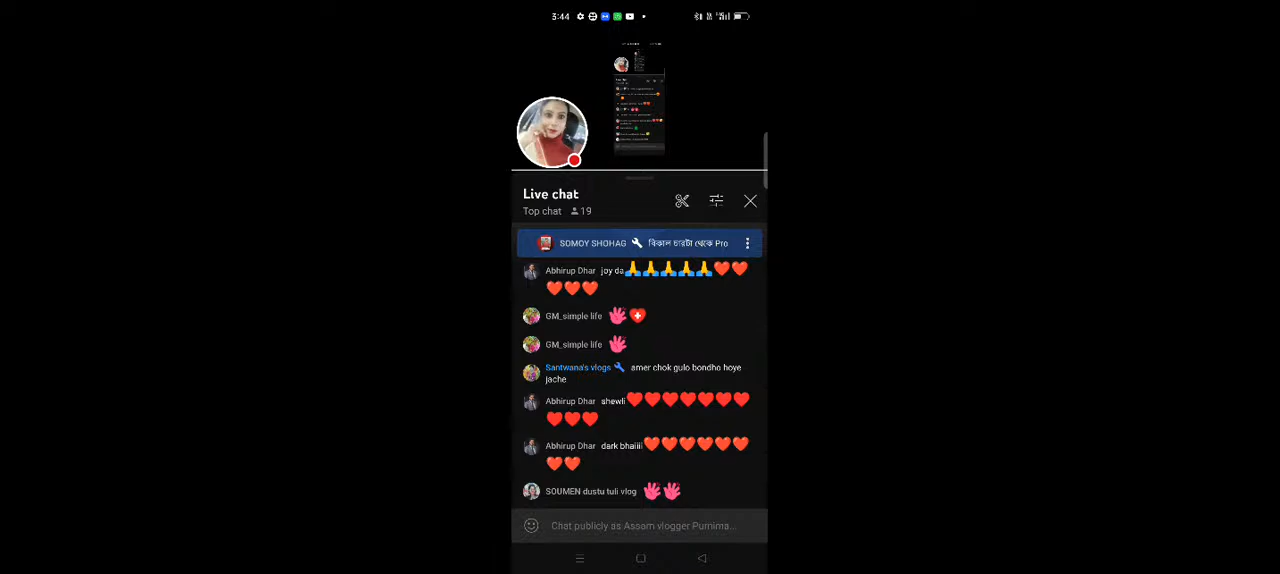 3:44
Live chat
Top chat 19
SOMOY SHOHAG বিকাল চারটা থেকে Pro
Abhirup Dhar joy da🙏🙏🙏🙏🙏❤️❤️
❤️❤️❤️
GM_simple life
GM_simple life
Santwana's vlogs amer chok gulo bondho hoye
jache
Abhirup Dhar shewli❤️❤️❤️❤️❤️❤️❤️
❤️❤️❤️
Abhirup Dhar dark bhaiiii❤️❤️❤️❤️❤️❤️
❤️❤️
SOUMEN dustu tuli vlog
Chat publicly as Assam vlogger Purnima...